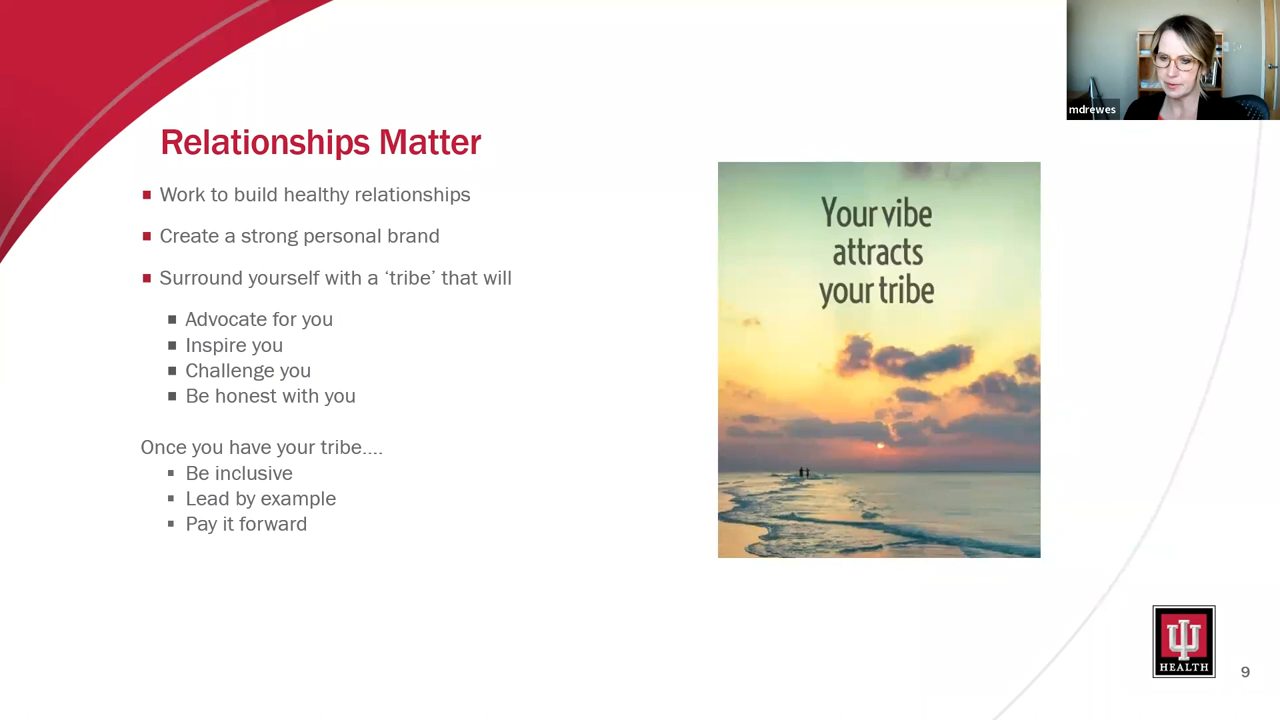 mdrewes
Relationships Matter
Work to build healthy relationships
Create a strong personal brand
Surround yourself with a ‘tribe’ that will
Advocate for you
Inspire you
Challenge you
Be honest with you
Once you have your tribe....
Be inclusive
Lead by example
Pay it forward
Your vibe
attracts
your tribe
IU
HEALTH
9